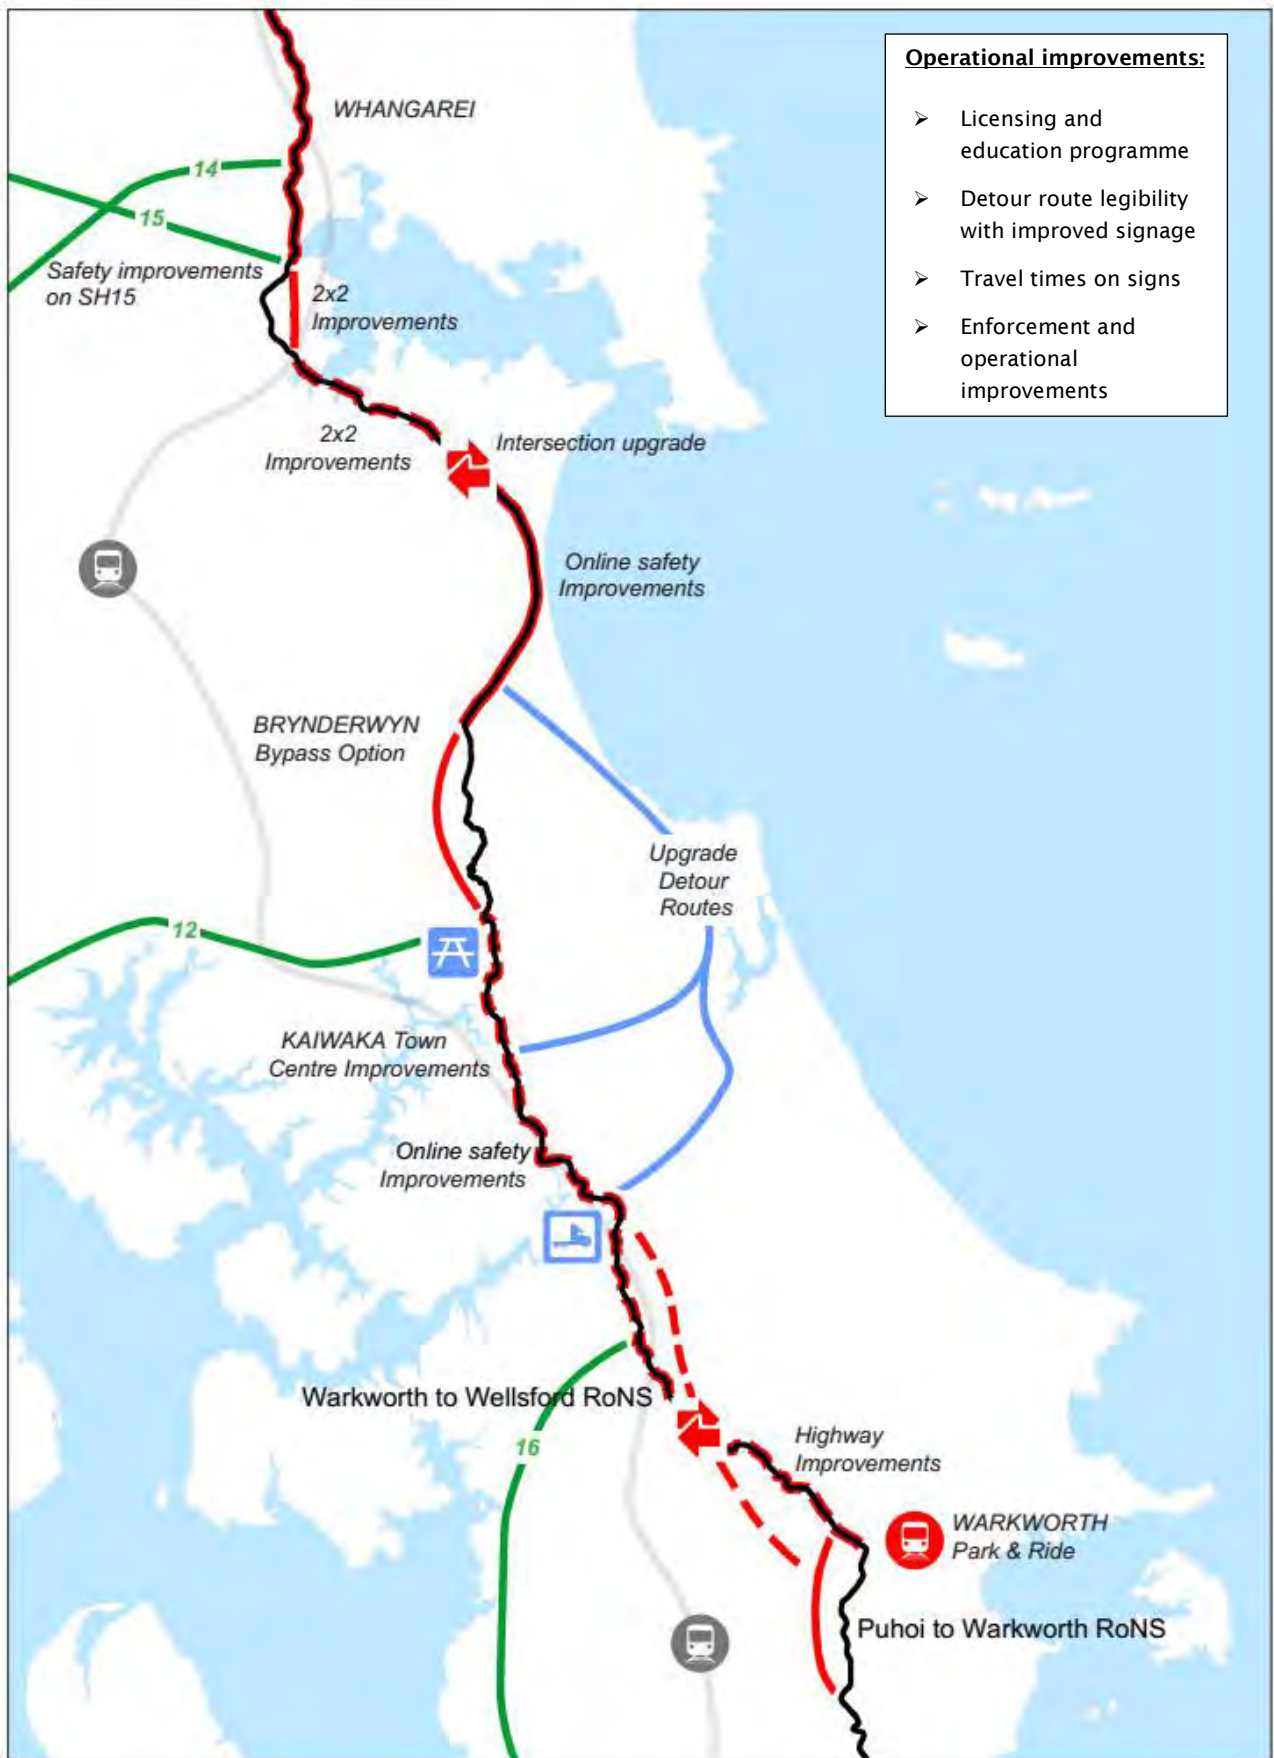 Operational improvements:
➢ Licensing and
education programme
➢ Detour route legibility
with improved signage
➢ Travel times on signs
➢ Enforcement and
operational
improvements
WHANGAREI
14
15
Safety improvements
on SH15
2x2
Improvements
2x2
Improvements
Intersection upgrade
Online safety
Improvements
BRYNDERWYN
Bypass Option
Upgrade
Detour
Routes
12
KAIWAKA Town
Centre Improvements
Online safety
Improvements
Warkworth to Wellsford RoNS
16
Highway
Improvements
WARKWORTH
Park & Ride
Puhoi to Warkworth RoNS